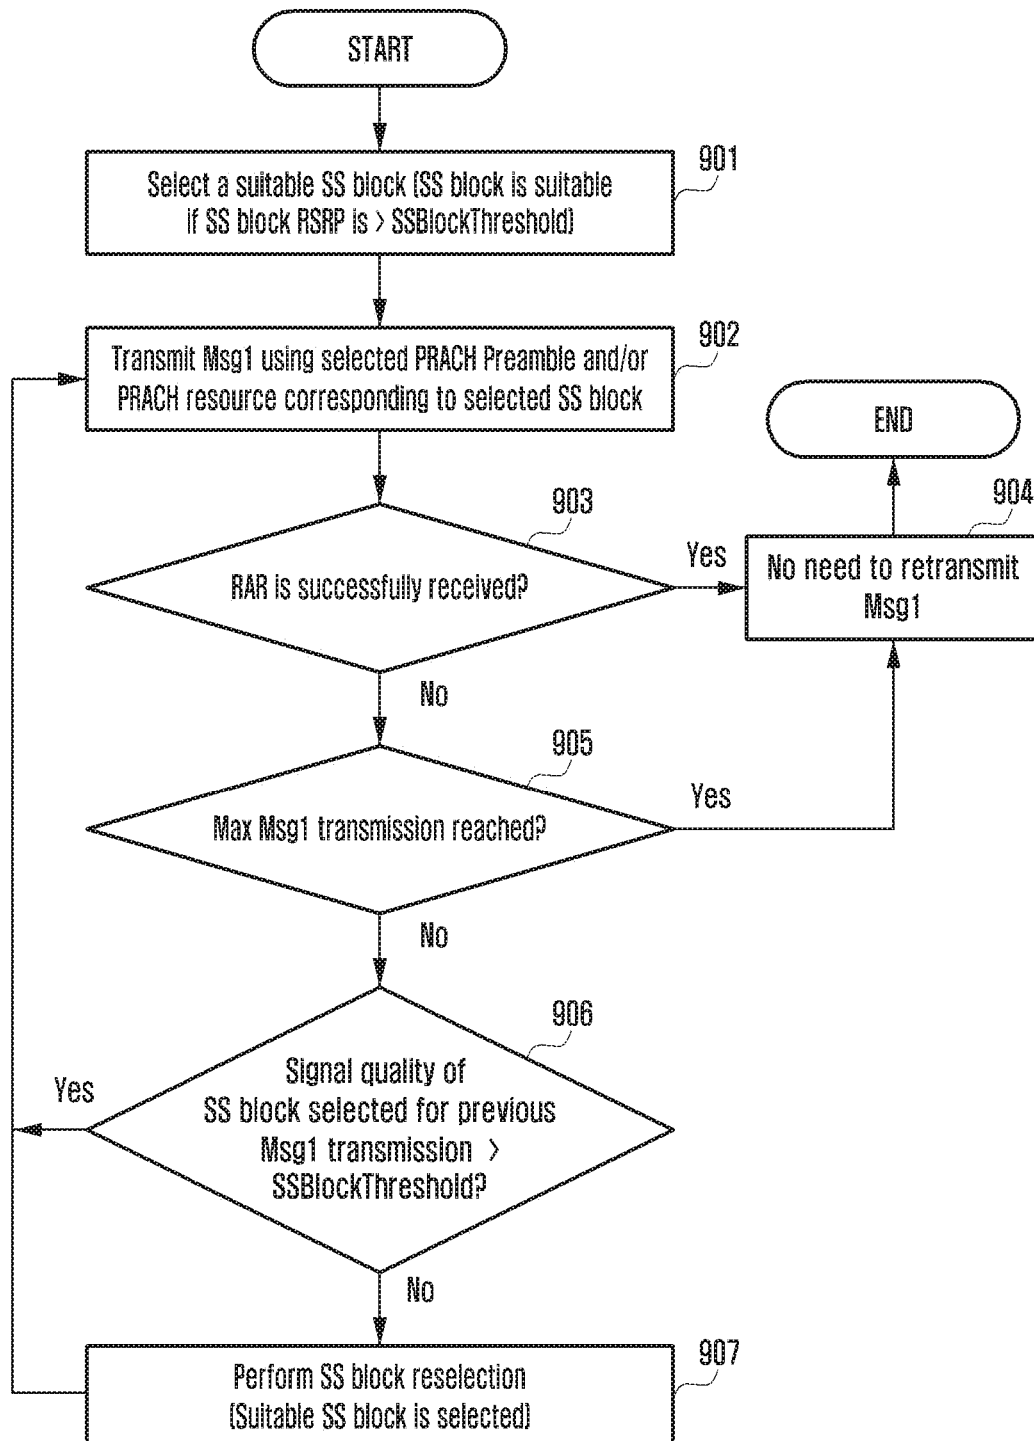 START
901
Select a suitable SS block (SS block is suitable
if SS block RSRP is > SSBlockThreshold)
902
Transmit Msg1 using selected PRACH Preamble and/or
PRACH resource corresponding to selected SS block
END
903
904
RAR is successfully received?
Yes
No need to retransmit
Msg1
No
905
Max Msg1 transmission reached?
Yes
No
906
Signal quality of
SS block selected for previous
Msg1 transmission >
SSBlockThreshold?
Yes
No
907
Perform SS block reselection
(Suitable SS block is selected)